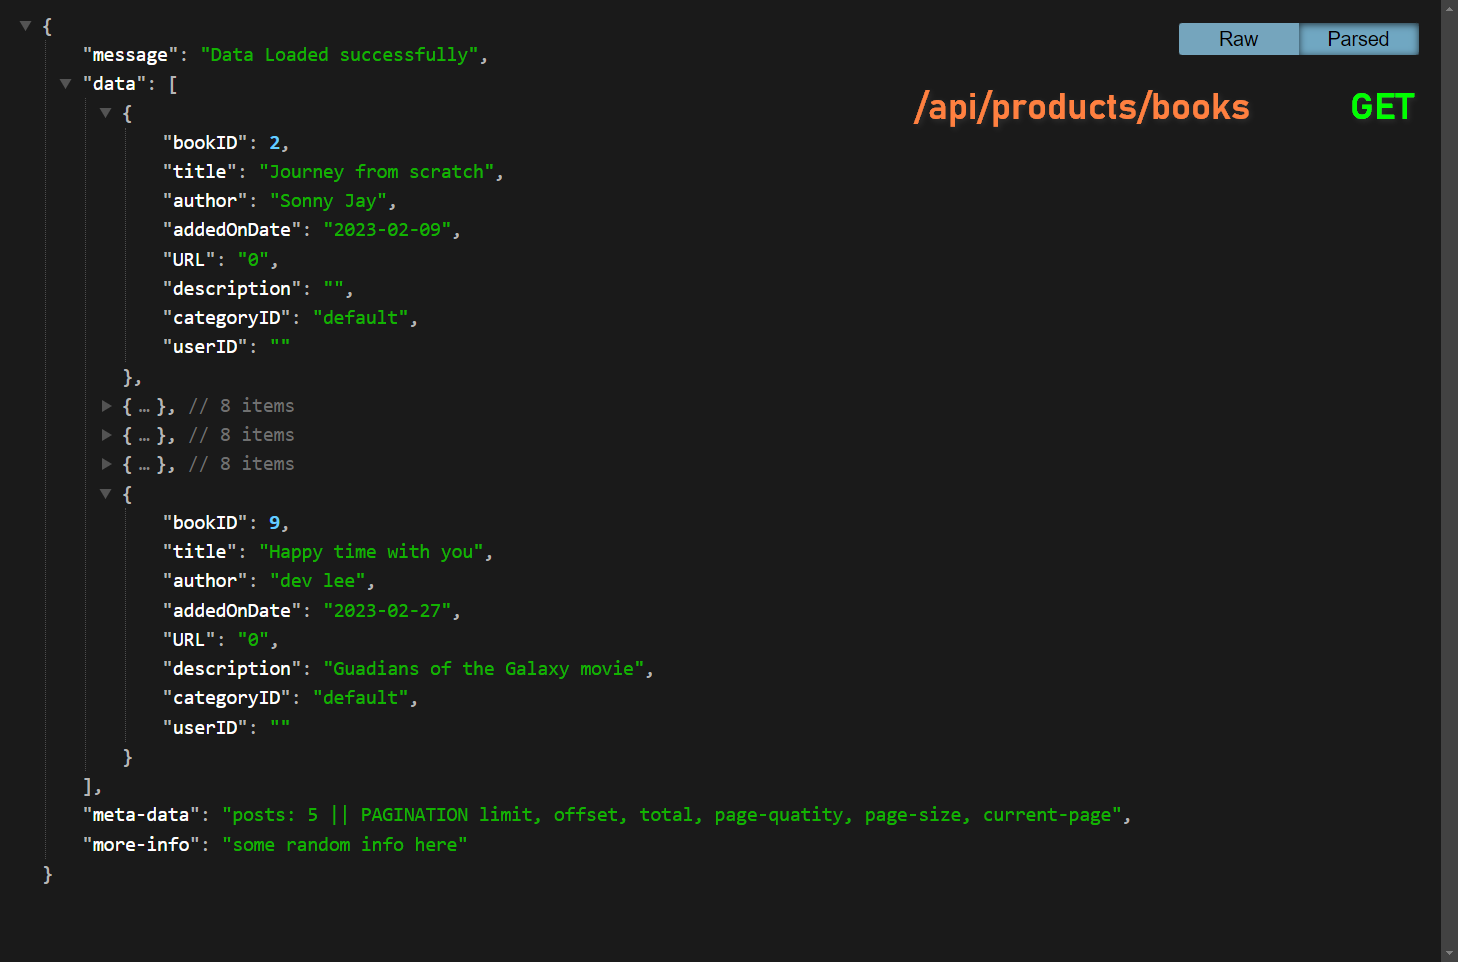 {
Raw Parsed
"message": "Data Loaded successfully",
"data": [
/api/products/books GET
{
"bookID": 2,
"title": "Journey from scratch",
"author": "Sonny Jay",
"addedOnDate": "2023-02-09",
"URL": "0",
"description": "",
"categoryID": "default",
"userID": ""
},
{ … }, // 8 items
{ … }, // 8 items
{ … }, // 8 items
{
"bookID": 9,
"title": "Happy time with you",
"author": "dev lee",
"addedOnDate": "2023-02-27",
"URL": "0",
"description": "Guadians of the Galaxy movie",
"categoryID": "default",
"userID": ""
}
],
"meta-data": "posts: 5 || PAGINATION limit, offset, total, page-quatity, page-size, current-page",
"more-info": "some random info here"
}